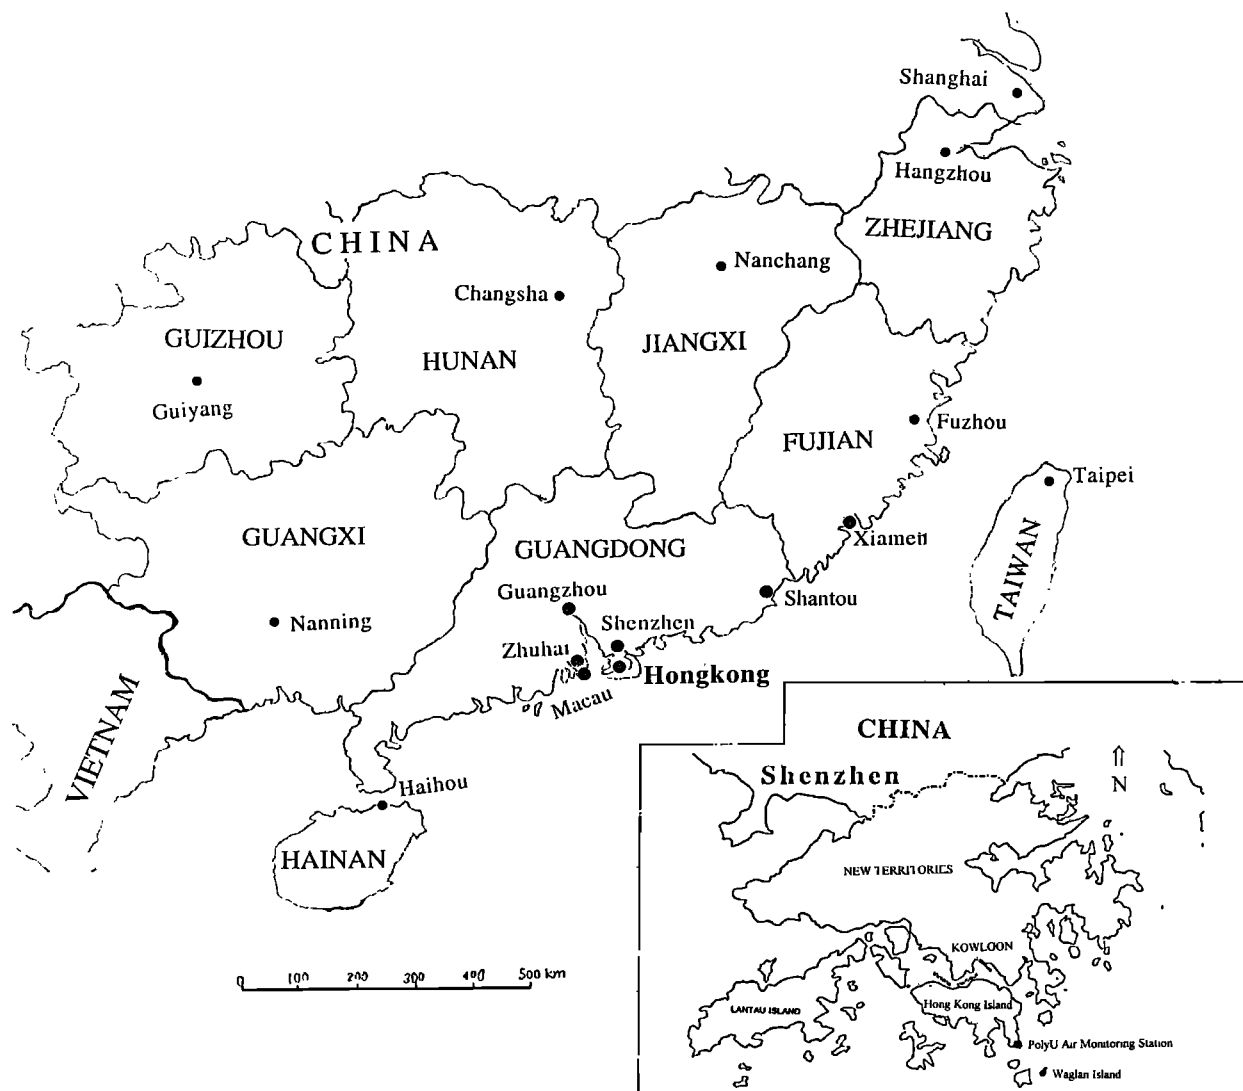 Shanghai
Hangzhou
ZHEJIANG
CHINA
Nanchang
Changsha
GUIZHOU
JIANGXI
HUNAN
Guiyang
FUJIAN
Fuzhou
Taipei
GUANGXI
GUANGDONG
Xiamen
TAIWAN
Guangzhou
Shantou
Nanning
Shenzhen
Zhuhai
Hongkong
Macau
VIETNAM
Haihou
HAINAN
0 100 200 300 400 500 km
CHINA
Shenzhen
N
NEW TERRITORIES
KOWLOON
LANTAU ISLAND
Hong Kong Island
PolyU Air Monitoring Station
Waglan Island